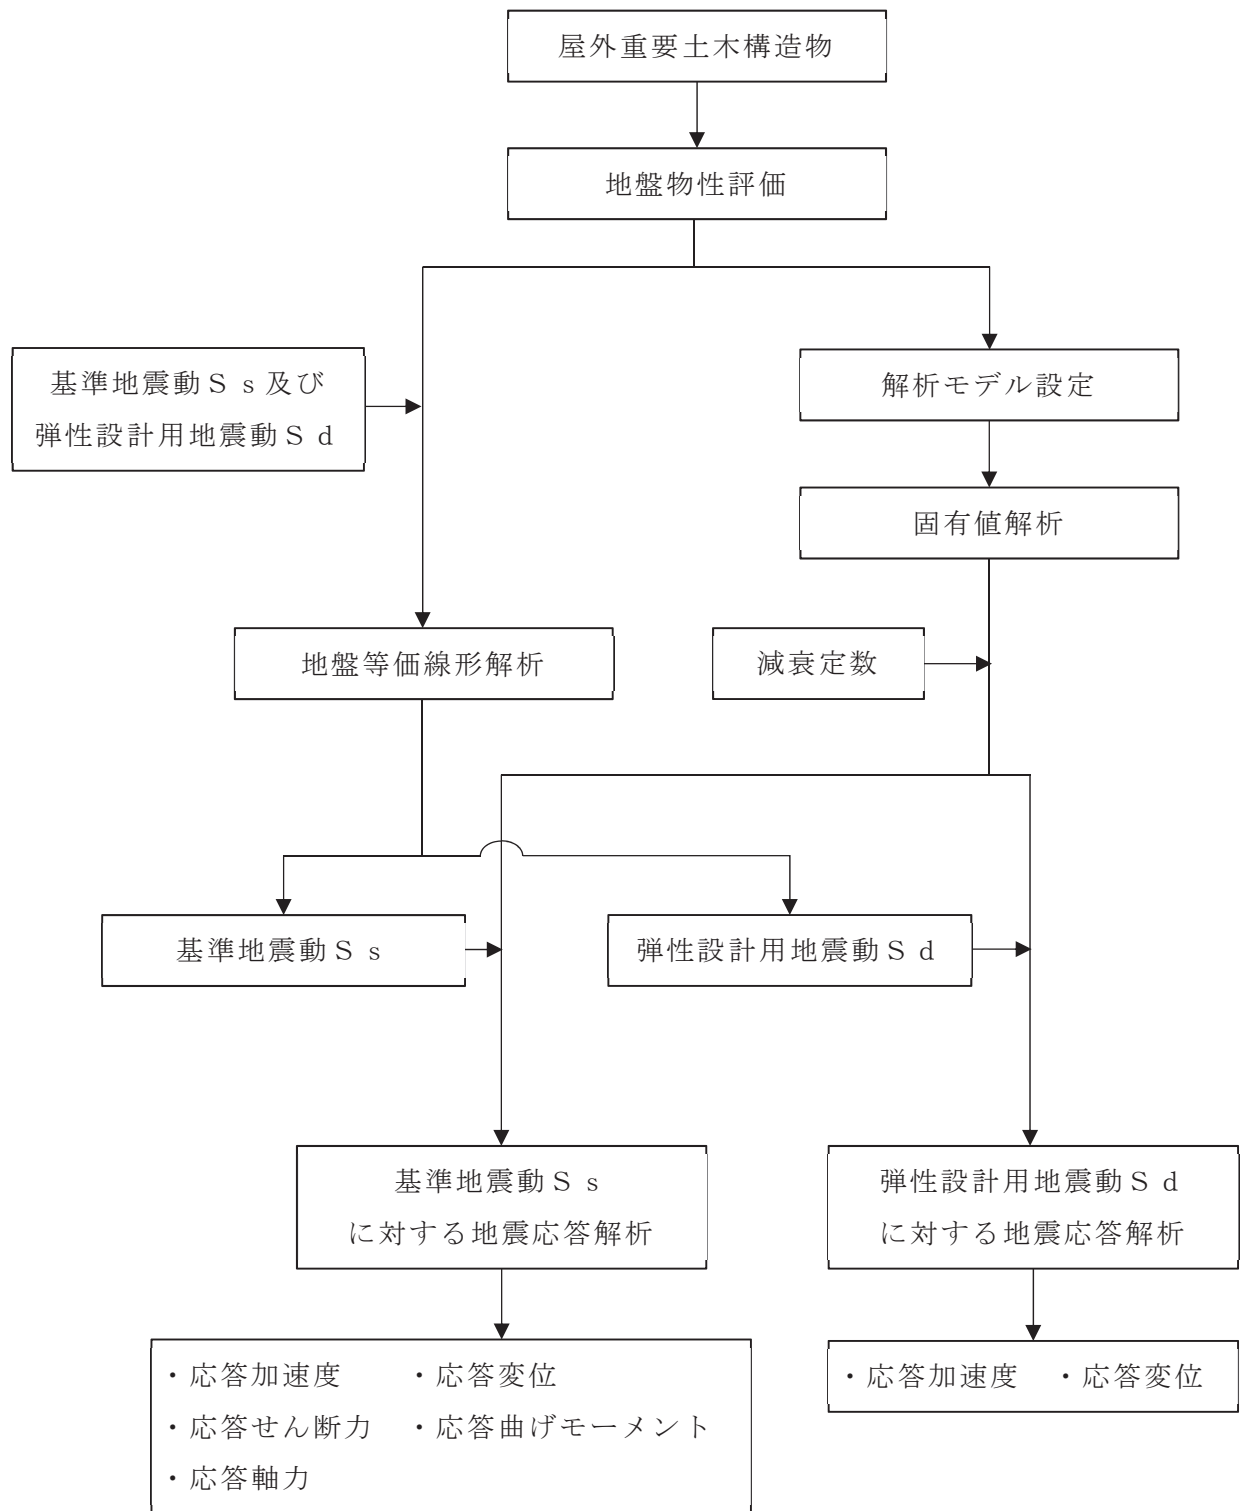 屋外重要土木構造物
地盤物性評価
基準地震動Ｓｓ及び
弾性設計用地震動Ｓｄ
解析モデル設定
固有値解析
地盤等価線形解析
減衰定数
基準地震動Ｓｓ
弾性設計用地震動Ｓｄ
基準地震動Ｓｓ
に対する地震応答解析
弾性設計用地震動Ｓｄ
に対する地震応答解析
・応答加速度　・応答変位
・応答せん断力　・応答曲げモーメント
・応答軸力
・応答加速度　・応答変位